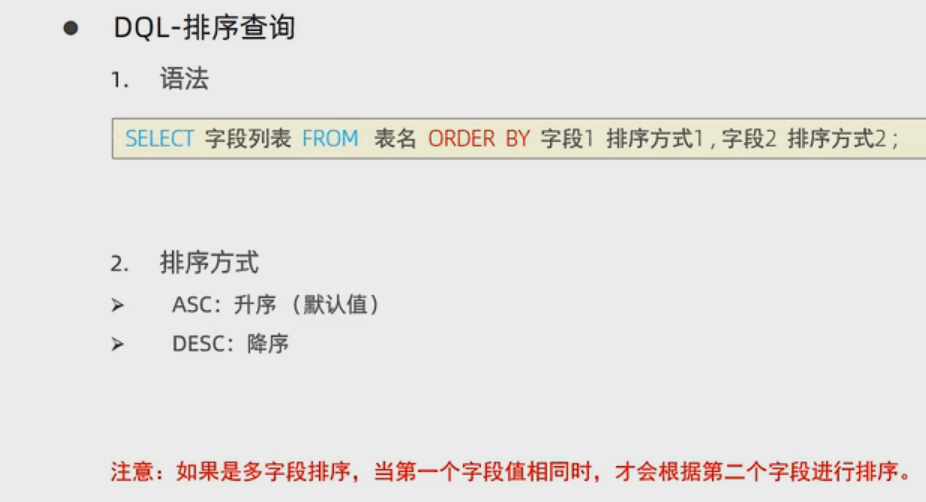 DQL-排序查询
1. 语法
SELECT 字段列表 FROM 表名 ORDER BY 字段1 排序方式1 , 字段2 排序方式2 ;
2. 排序方式
ASC：升序（默认值）
DESC：降序
注意：如果是多字段排序，当第一个字段值相同时，才会根据第二个字段进行排序。